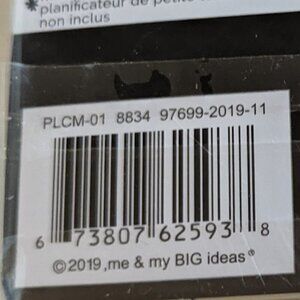 *planificateur de petite
non inclus
PLCM-01 8834 97699-2019-11
6 73807 62593 8
©2019 ,me & my BIG ideas®